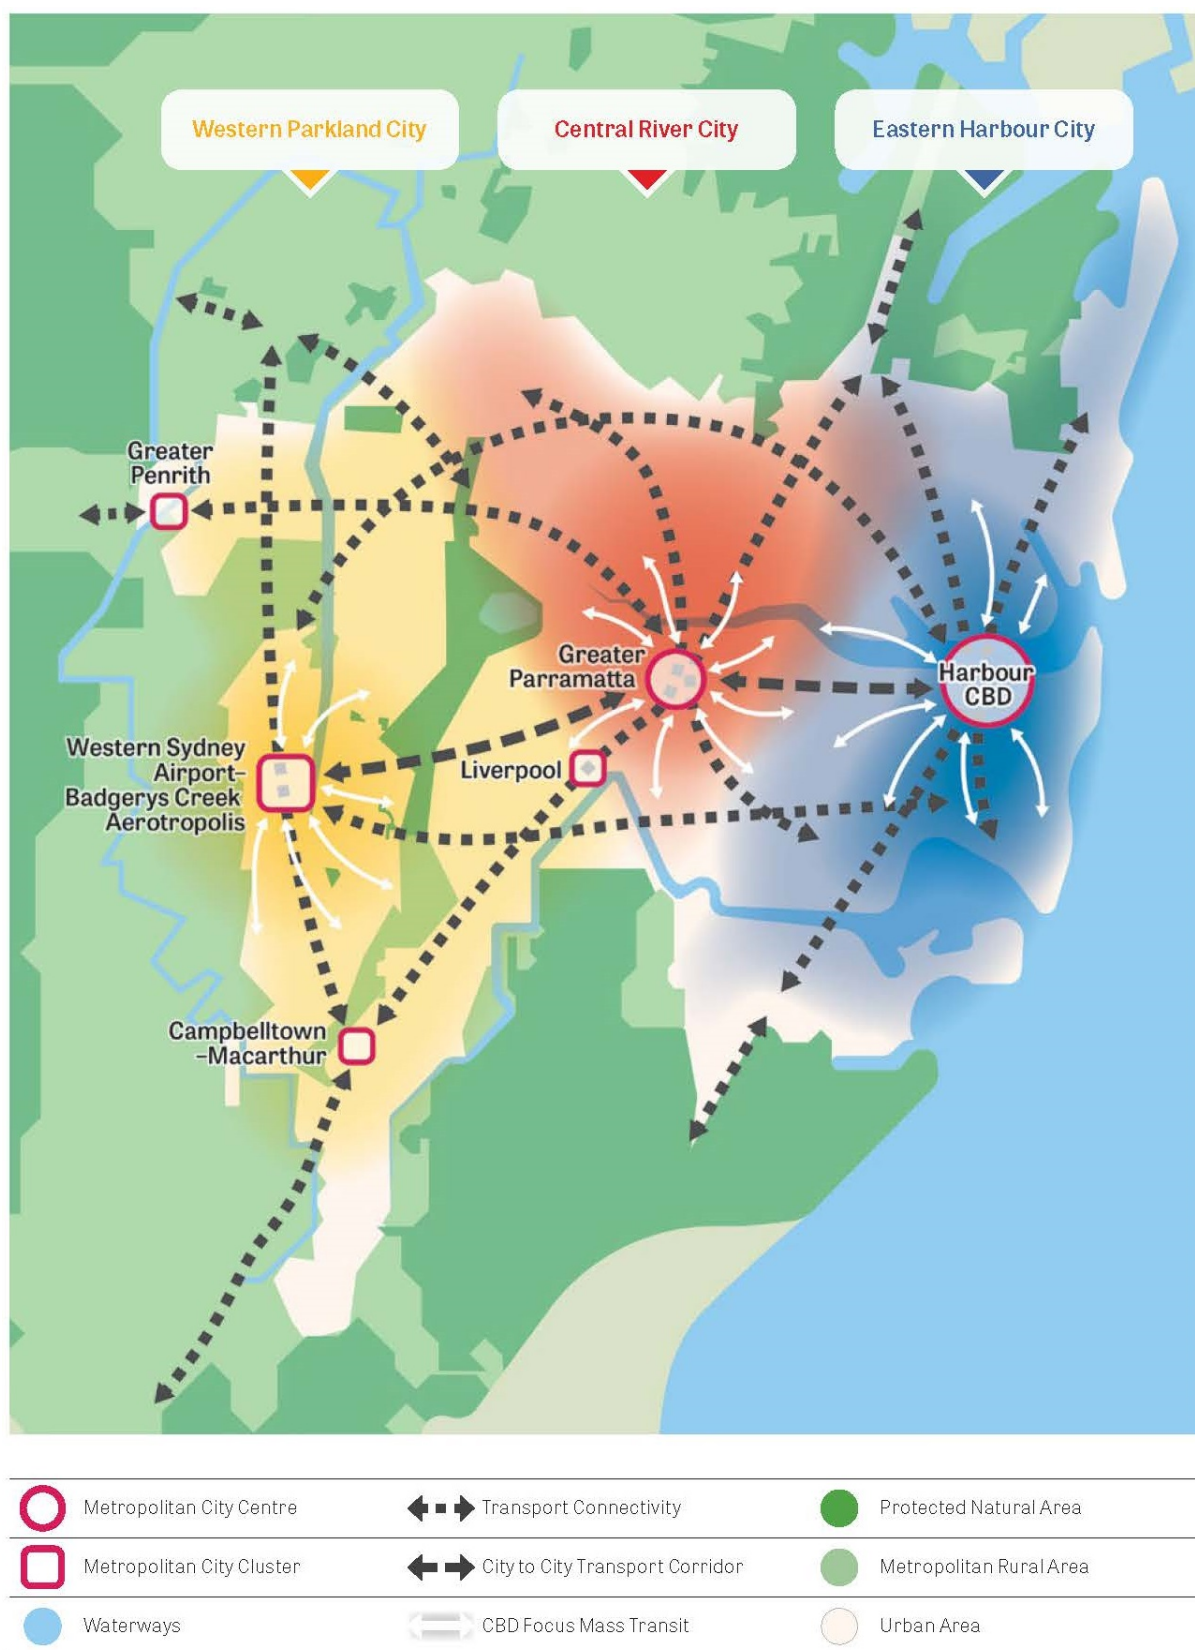 Western Parkland City
Central River City
Eastern Harbour City
Greater
Penrith
Greater
Parramatta
Harbour
CBD
Western Sydney
Airport–
Badgerys Creek
Aerotropolis
Liverpool
Campbelltown
–Macarthur
Metropolitan City Centre
Transport Connectivity
Protected Natural Area
Metropolitan City Cluster
City to City Transport Corridor
Metropolitan Rural Area
Waterways
CBD Focus Mass Transit
Urban Area